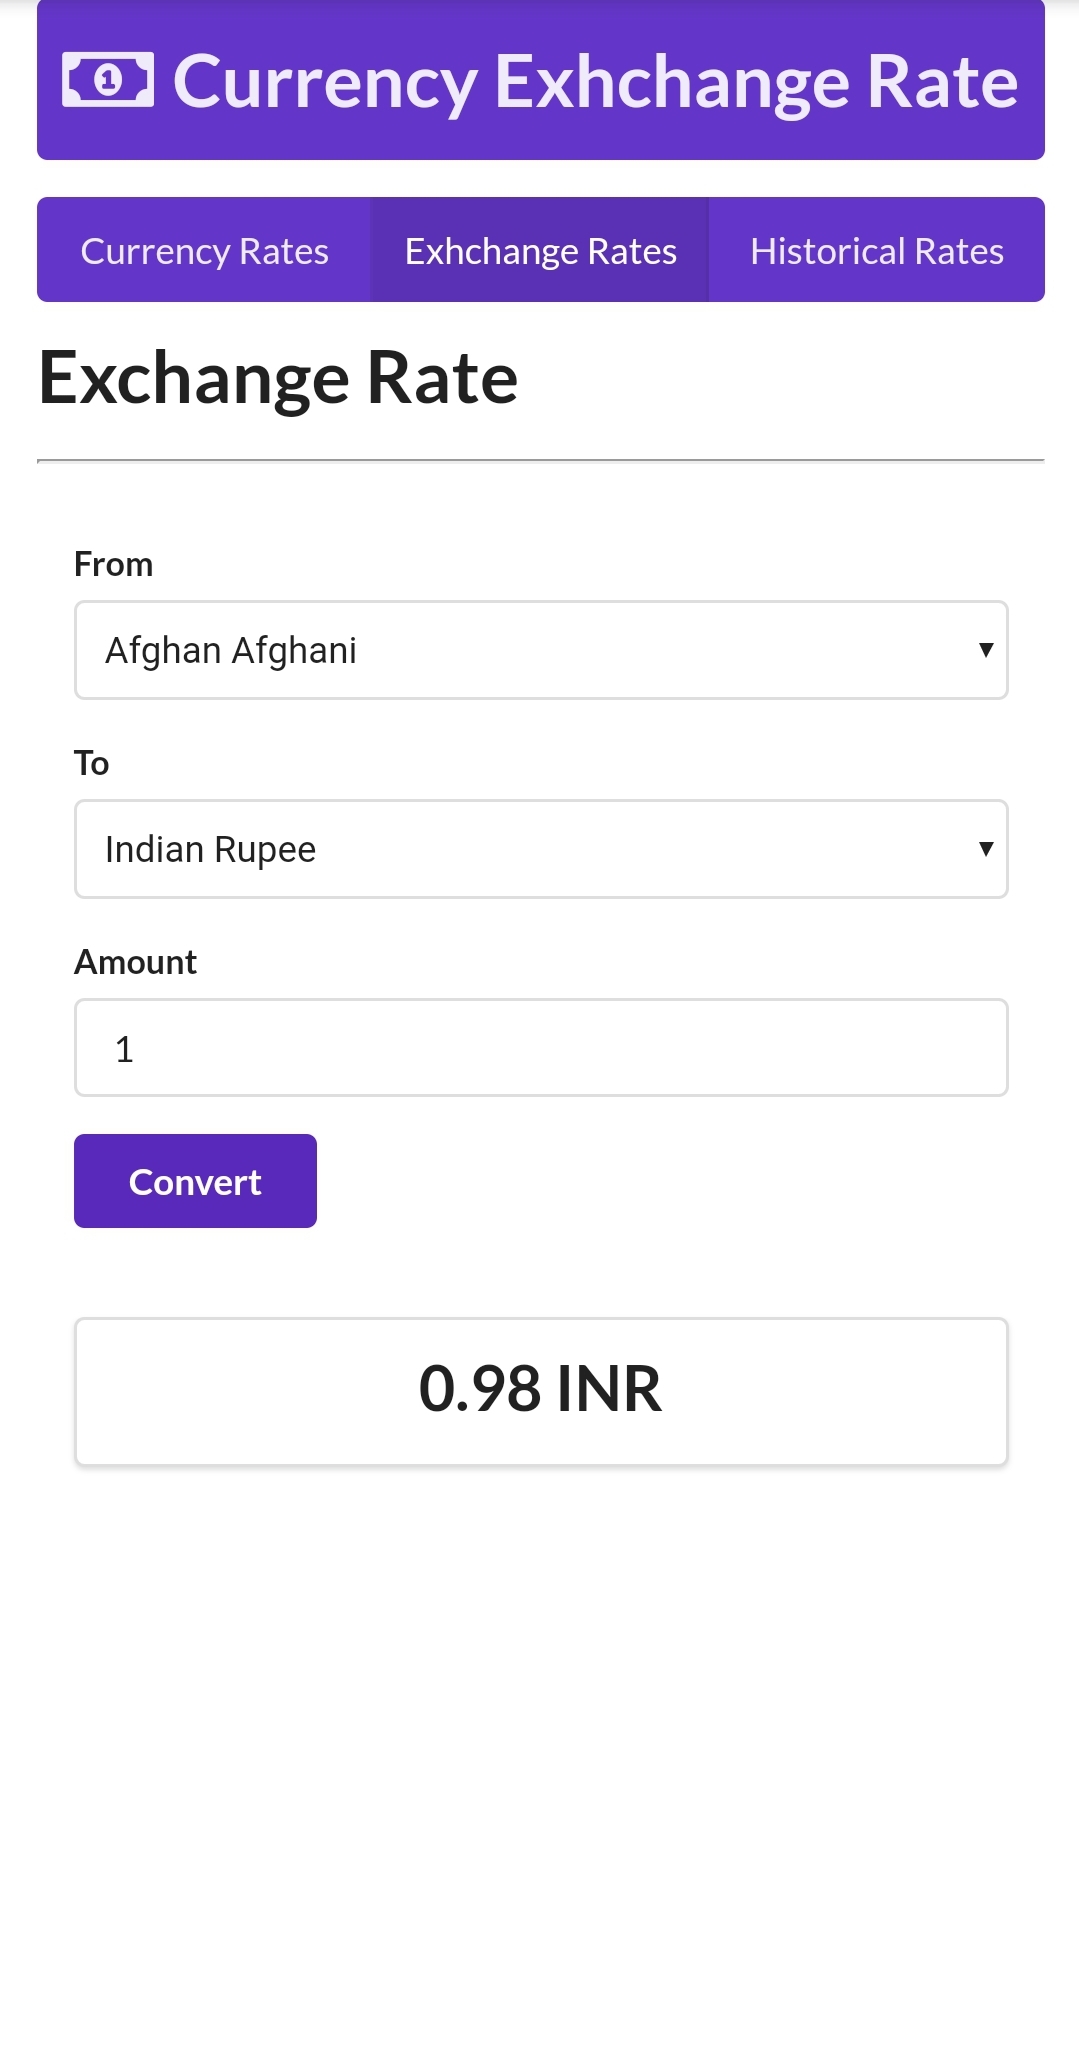 Currency Exhchange Rate
Currency Rates Exhchange Rates Historical Rates
Exchange Rate
From
Afghan Afghani
To
Indian Rupee
Amount
1
Convert
0.98 INR